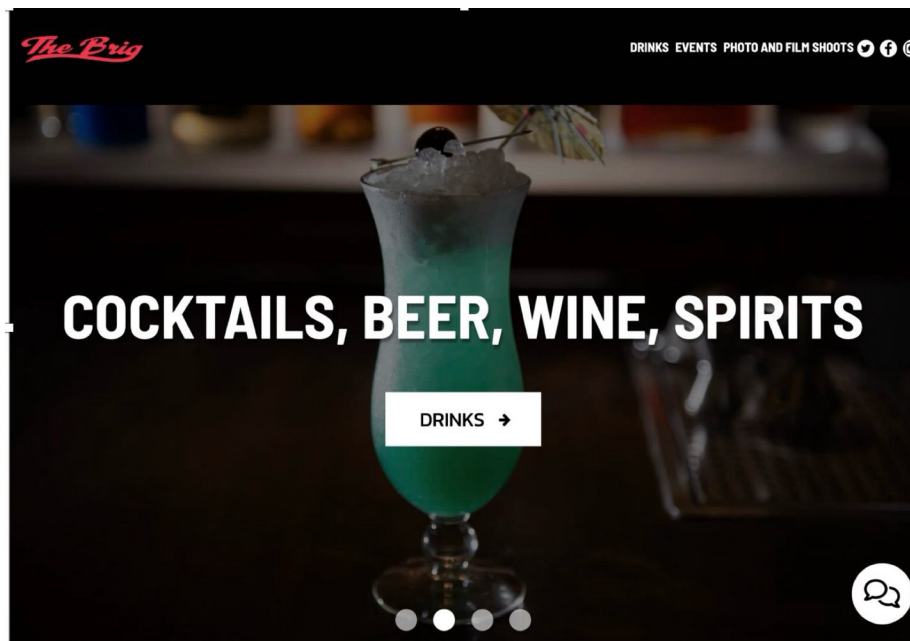 The Brig
DRINKS EVENTS PHOTO AND FILM SHOOTS
COCKTAILS, BEER, WINE, SPIRITS
DRINKS